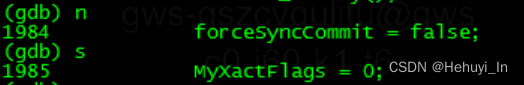 (gdb) n
1984 forceSyncCommit = false;
(gdb) s
1985 MyXactFlags = 0;
CSDN @Hehuyi_In